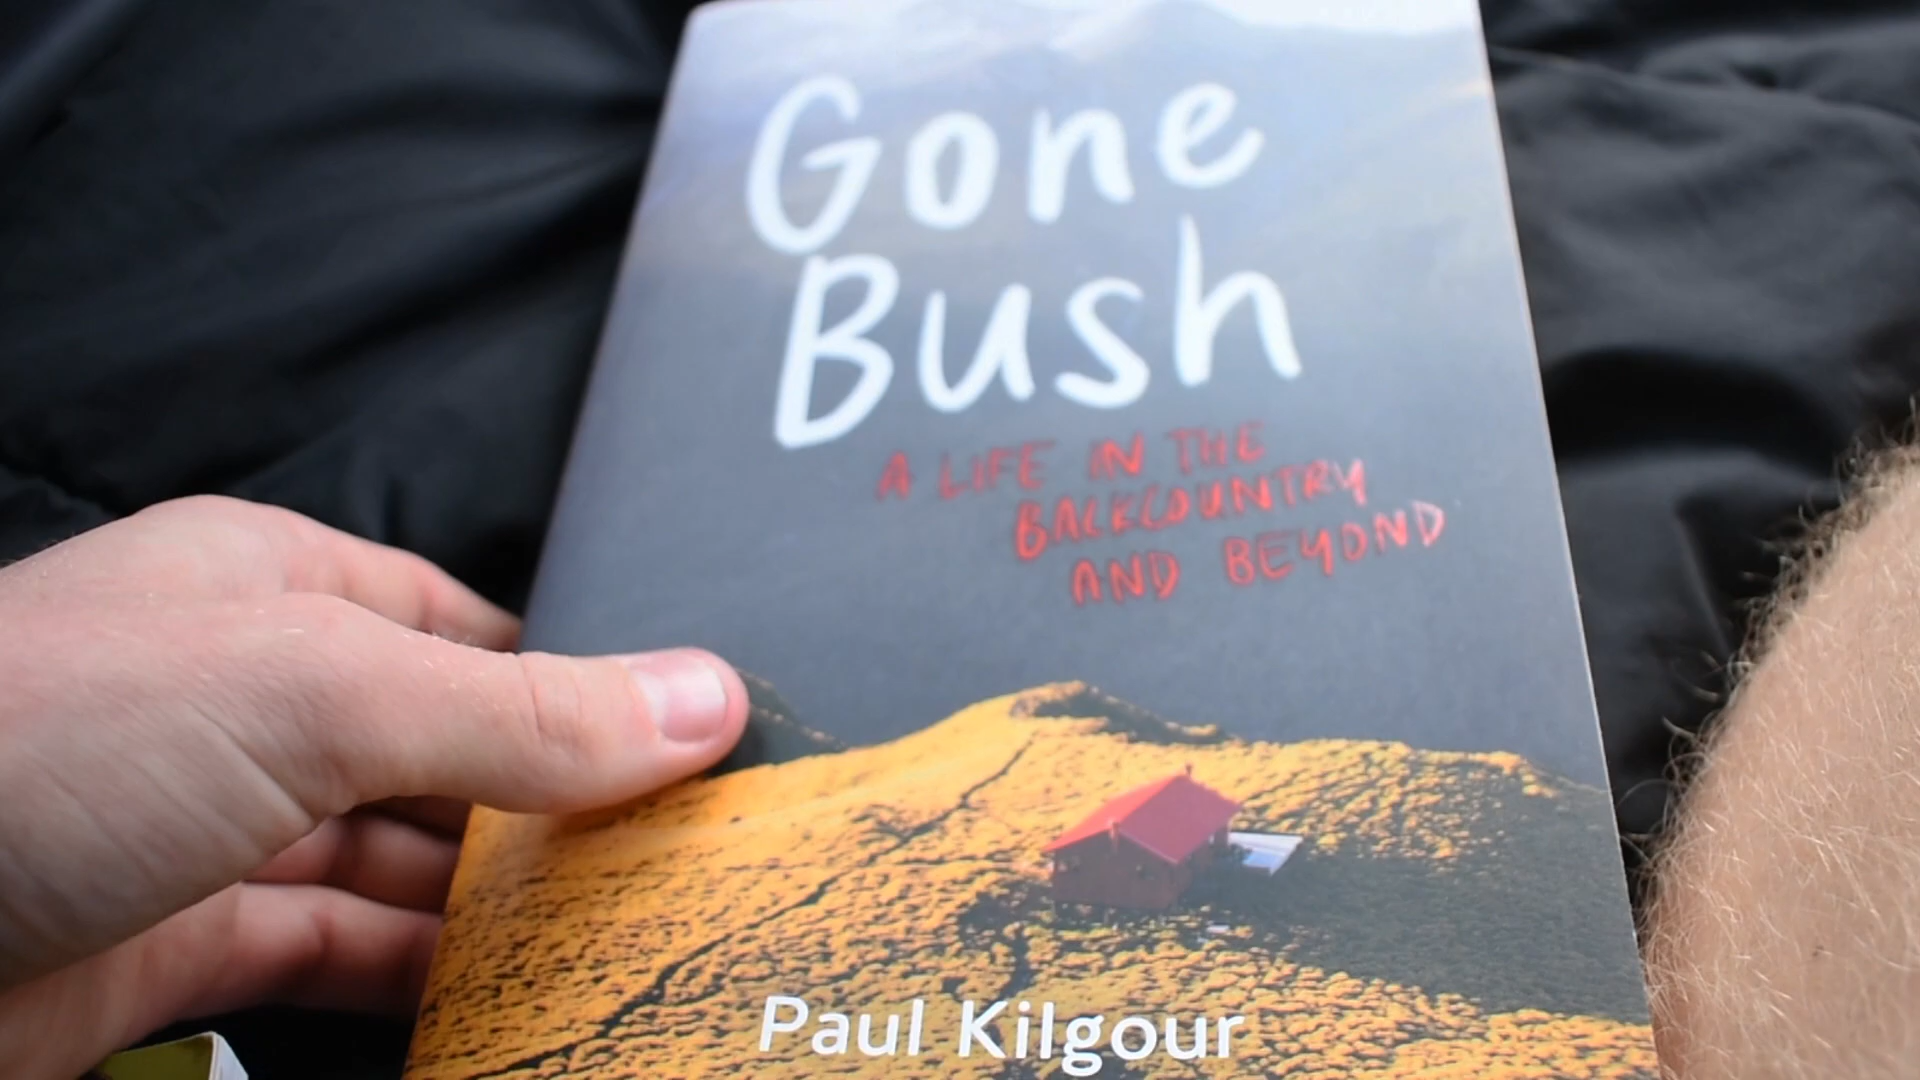 Gone
Bush
A LIFE IN THE
BACKCOUNTRY
AND BEYOND
Paul Kilgour